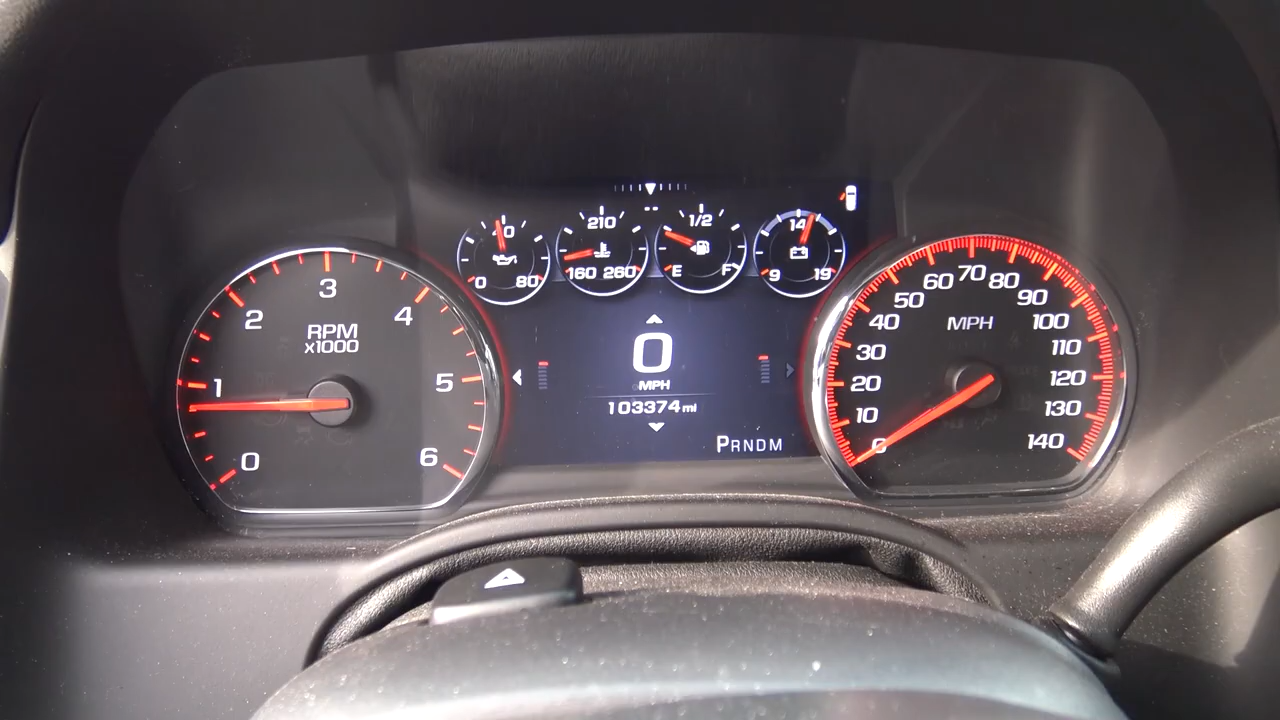 40
0 80
210
160 260
1/2
E F
14
9 19
0 1 2 3 4 5 6
RPM
x1000
0
MPH
103374 mi
PRNDM
MPH
0 10 20 30 40 50 60 70 80 90 100 110 120 130 140